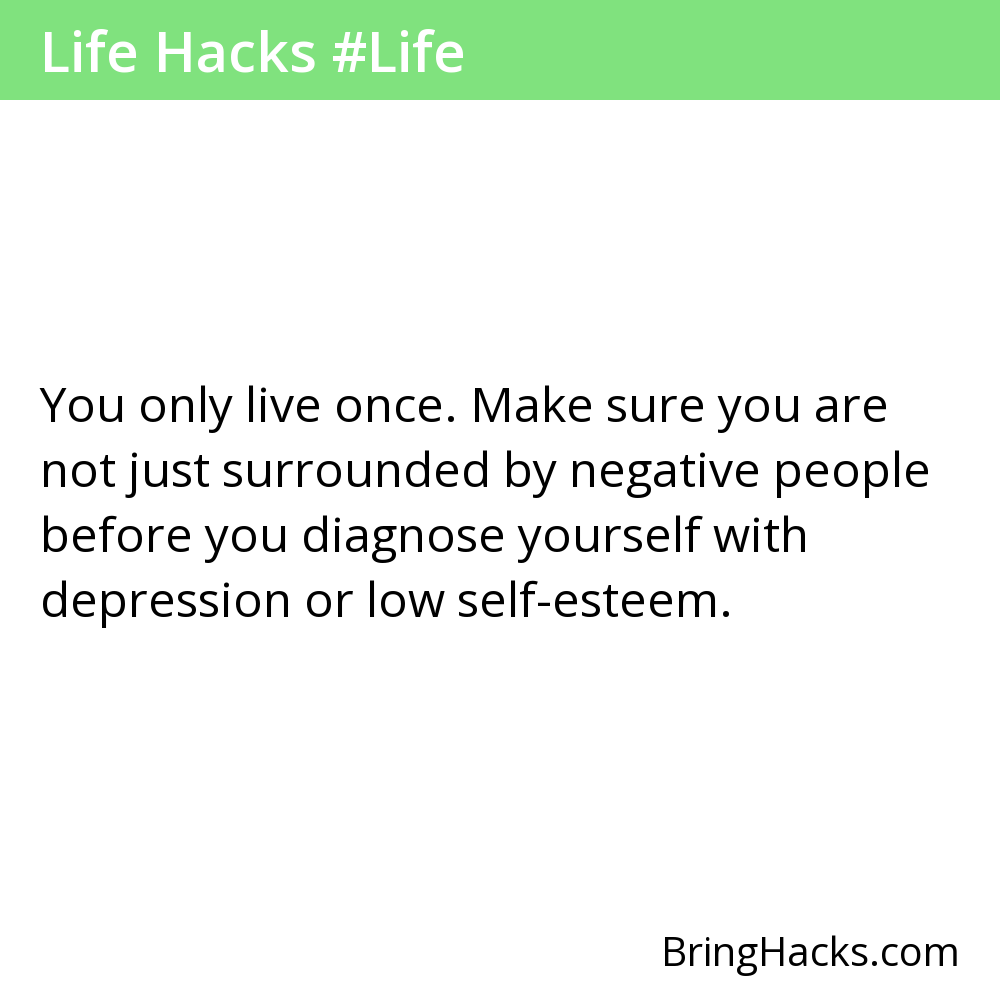 Life Hacks #Life
You only live once. Make sure you are
not just surrounded by negative people
before you diagnose yourself with
depression or low self-esteem.
BringHacks.com